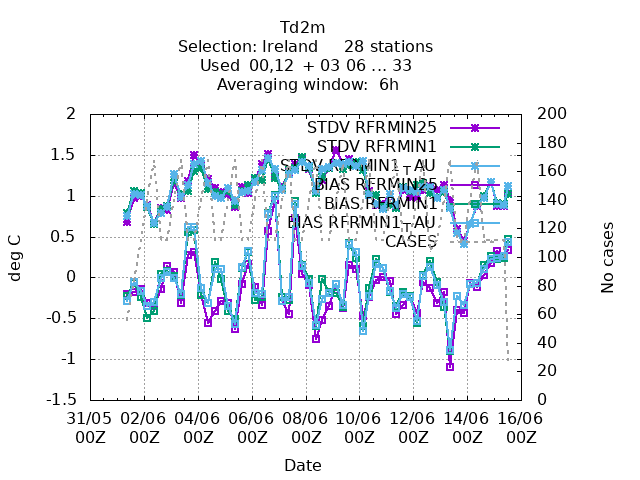 Td2m
Selection: Ireland 28 stations
Used 00,12 + 03 06 ... 33
Averaging window: 6h
2
1.5
1
0.5
0
-0.5
-1
-1.5
deg C
200
180
160
140
120
100
80
60
40
20
0
No cases
STDV RFRMIN25
STDV RFRMIN1
STDV RFRMIN1_AU
BIAS RFRMIN25
BIAS RFRMIN1
BIAS RFRMIN1_AU
CASES
31/05 02/06 04/06 06/06 08/06 10/06 12/06 14/06 16/06
00Z 00Z 00Z 00Z 00Z 00Z 00Z 00Z 00Z
Date